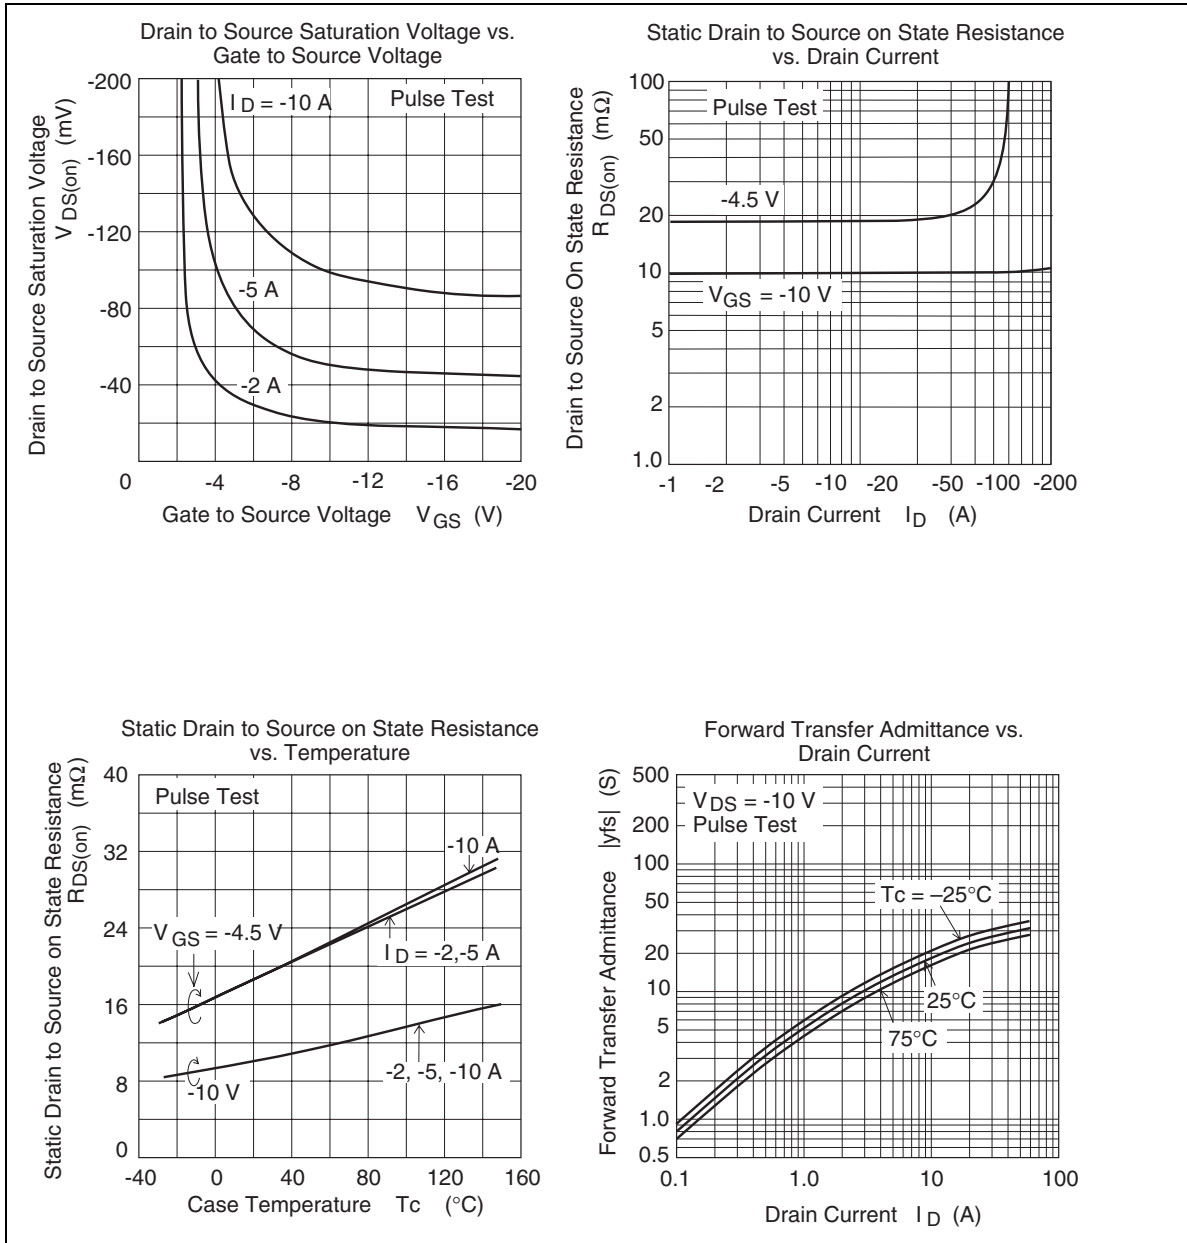 Drain to Source Saturation Voltage vs.
Gate to Source Voltage
Drain to Source Saturation Voltage
V DS(on) (mV)
-200
-160
-120
-80
-40
0
-4
-8
-12
-16
-20
I D = -10 A
Pulse Test
-5 A
-2 A
Gate to Source Voltage V GS (V)
Static Drain to Source on State Resistance
vs. Drain Current
Drain to Source On State Resistance
R DS(on) (mΩ)
100
50
20
10
5
2
1.0
-1
-2
-5
-10
-20
-50
-100
-200
Pulse Test
-4.5 V
V GS = -10 V
Drain Current I D (A)
Static Drain to Source on State Resistance
vs. Temperature
Static Drain to Source on State Resistance
R DS(on) (mΩ)
40
32
24
16
8
0
-40
0
40
80
120
160
Pulse Test
-10 A
V GS = -4.5 V
I D = -2,-5 A
-10 V
-2, -5, -10 A
Case Temperature Tc (°C)
Forward Transfer Admittance vs.
Drain Current
Forward Transfer Admittance |yfs| (S)
500
200
100
50
20
10
5
2
1.0
0.5
0.1
1.0
10
100
V DS = -10 V
Pulse Test
Tc = –25°C
25°C
75°C
Drain Current I D (A)